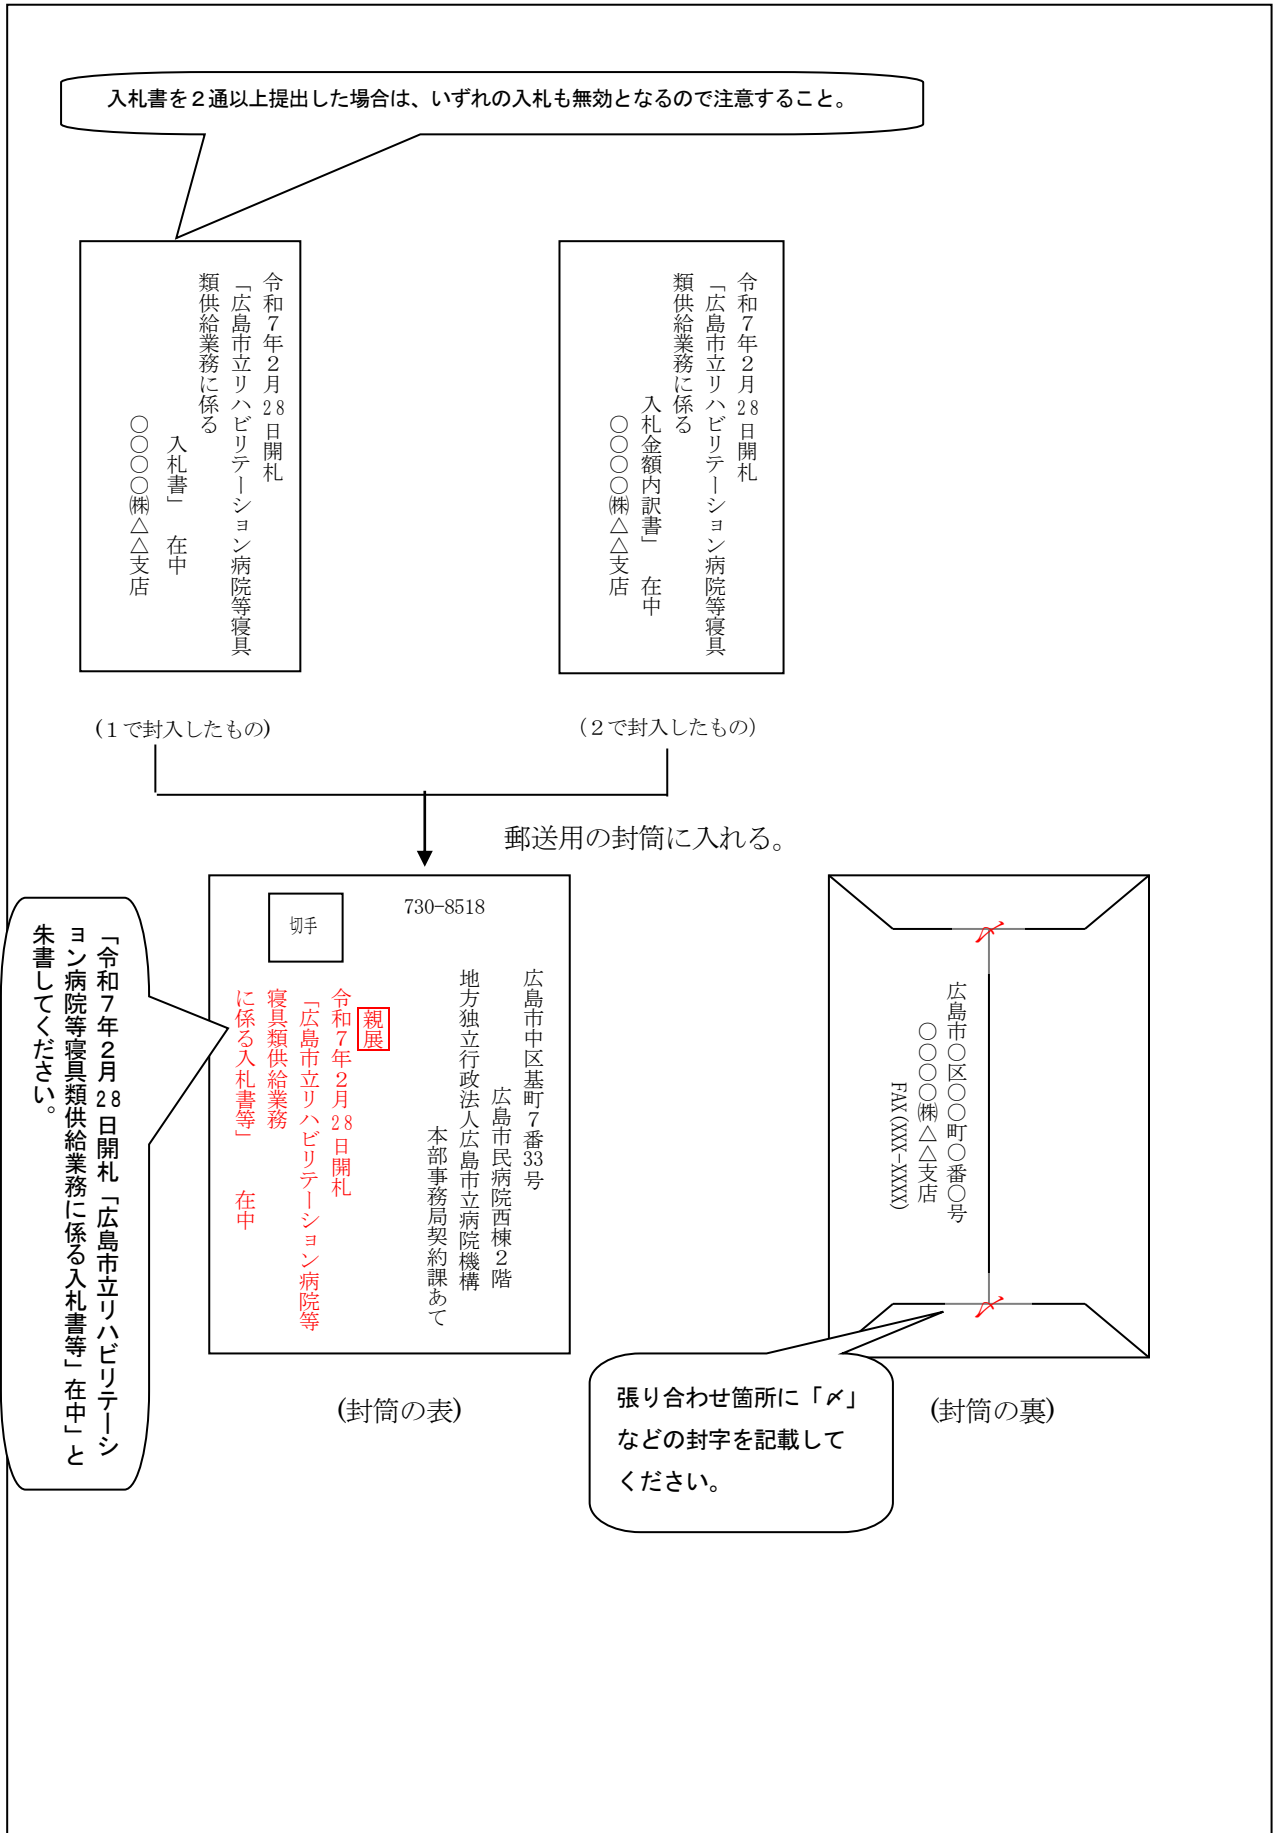 入札書を２通以上提出した場合は、いずれの入札も無効となるので注意すること。
令和７年２月28日開札
「広島市立リハビリテーション病院等寝具
類供給業務に係る
入札書」　在中
○○○○㈱△△支店
(１で封入したもの)
令和７年２月28日開札
「広島市立リハビリテーション病院等寝具
類供給業務に係る
入札金額内訳書」　在中
○○○○㈱△△支店
(２で封入したもの)
郵送用の封筒に入れる。
「令和７年２月28日開札「広島市立リハビリテーシ
ョン病院等寝具類供給業務に係る入札書等」在中」と
朱書してください。
切手
730-8518
広島市中区基町７番33号
広島市民病院西棟２階
地方独立行政法人広島市立病院機構
本部事務局契約課あて
親展
令和７年２月28日開札
「広島市立リハビリテーション病院等
寝具類供給業務
に係る入札書等」　在中
(封筒の表)
〆
広島市○区○○町○番○号
○○○○㈱△△支店
FAX(XXX-XXXX)
〆
張り合わせ箇所に「〆」
などの封字を記載して
ください。
(封筒の裏)